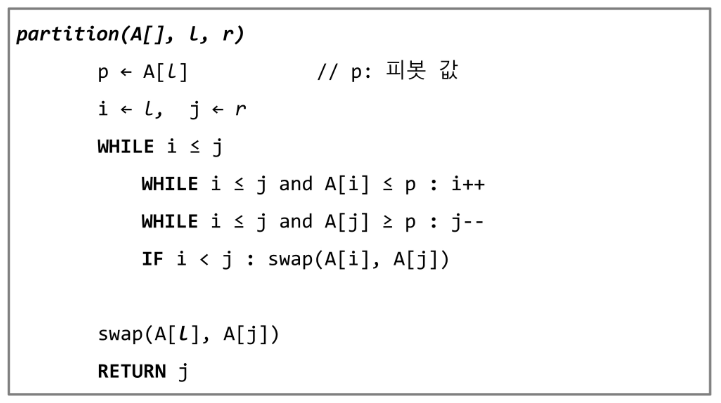 partition(A[], l, r)
p ← A[l] // p: 피봇 값
i ← l, j ← r
WHILE i ≤ j
WHILE i ≤ j and A[i] ≤ p : i++
WHILE i ≤ j and A[j] ≥ p : j--
IF i < j : swap(A[i], A[j])
swap(A[l], A[j])
RETURN j